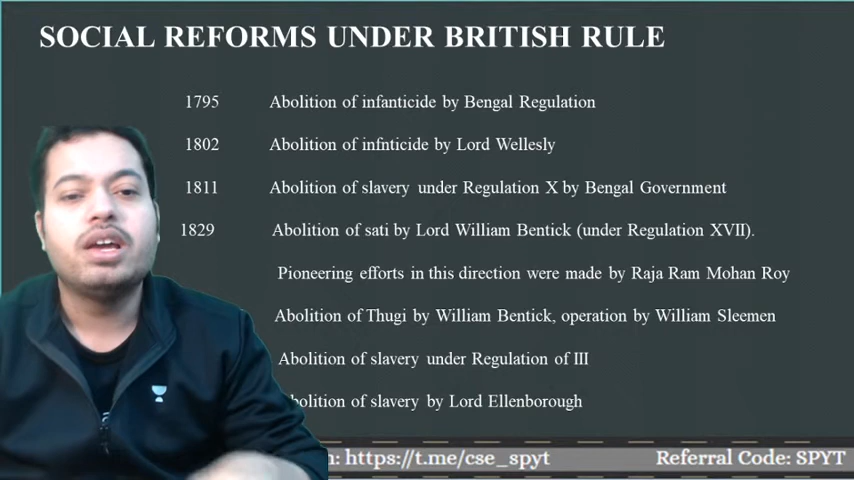 SOCIAL REFORMS UNDER BRITISH RULE
1795 Abolition of infanticide by Bengal Regulation
1802 Abolition of infnticide by Lord Wellesly
1811 Abolition of slavery under Regulation X by Bengal Government
1829 Abolition of sati by Lord William Bentick (under Regulation XVII).
Pioneering efforts in this direction were made by Raja Ram Mohan Roy
Abolition of Thugi by William Bentick, operation by William Sleemen
Abolition of slavery under Regulation of III
bolition of slavery by Lord Ellenborough
https://t.me/cse_spyt Referral Code: SPYT